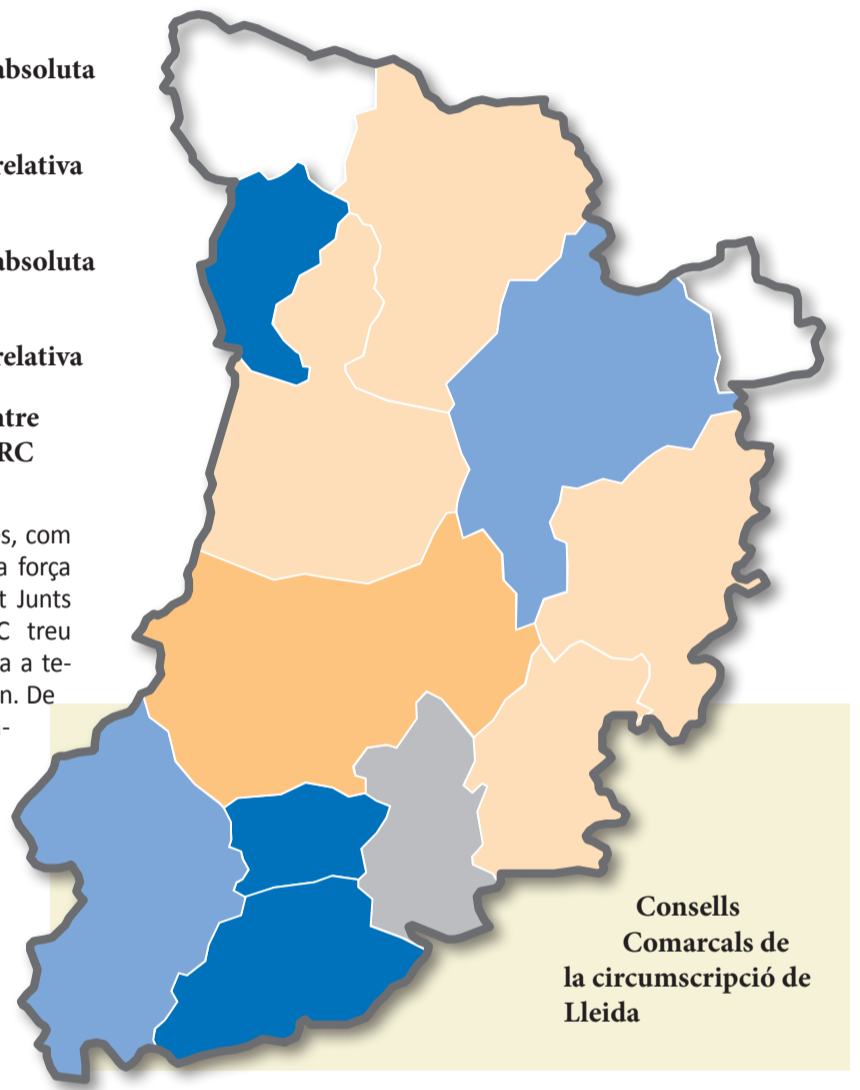 absoluta
relativa
absoluta
relativa
ntre
RC
s, com
a força
t Junts
C treu
a a te-
n. De
-
Consells
Comarcals de
la circumscripció de
Lleida